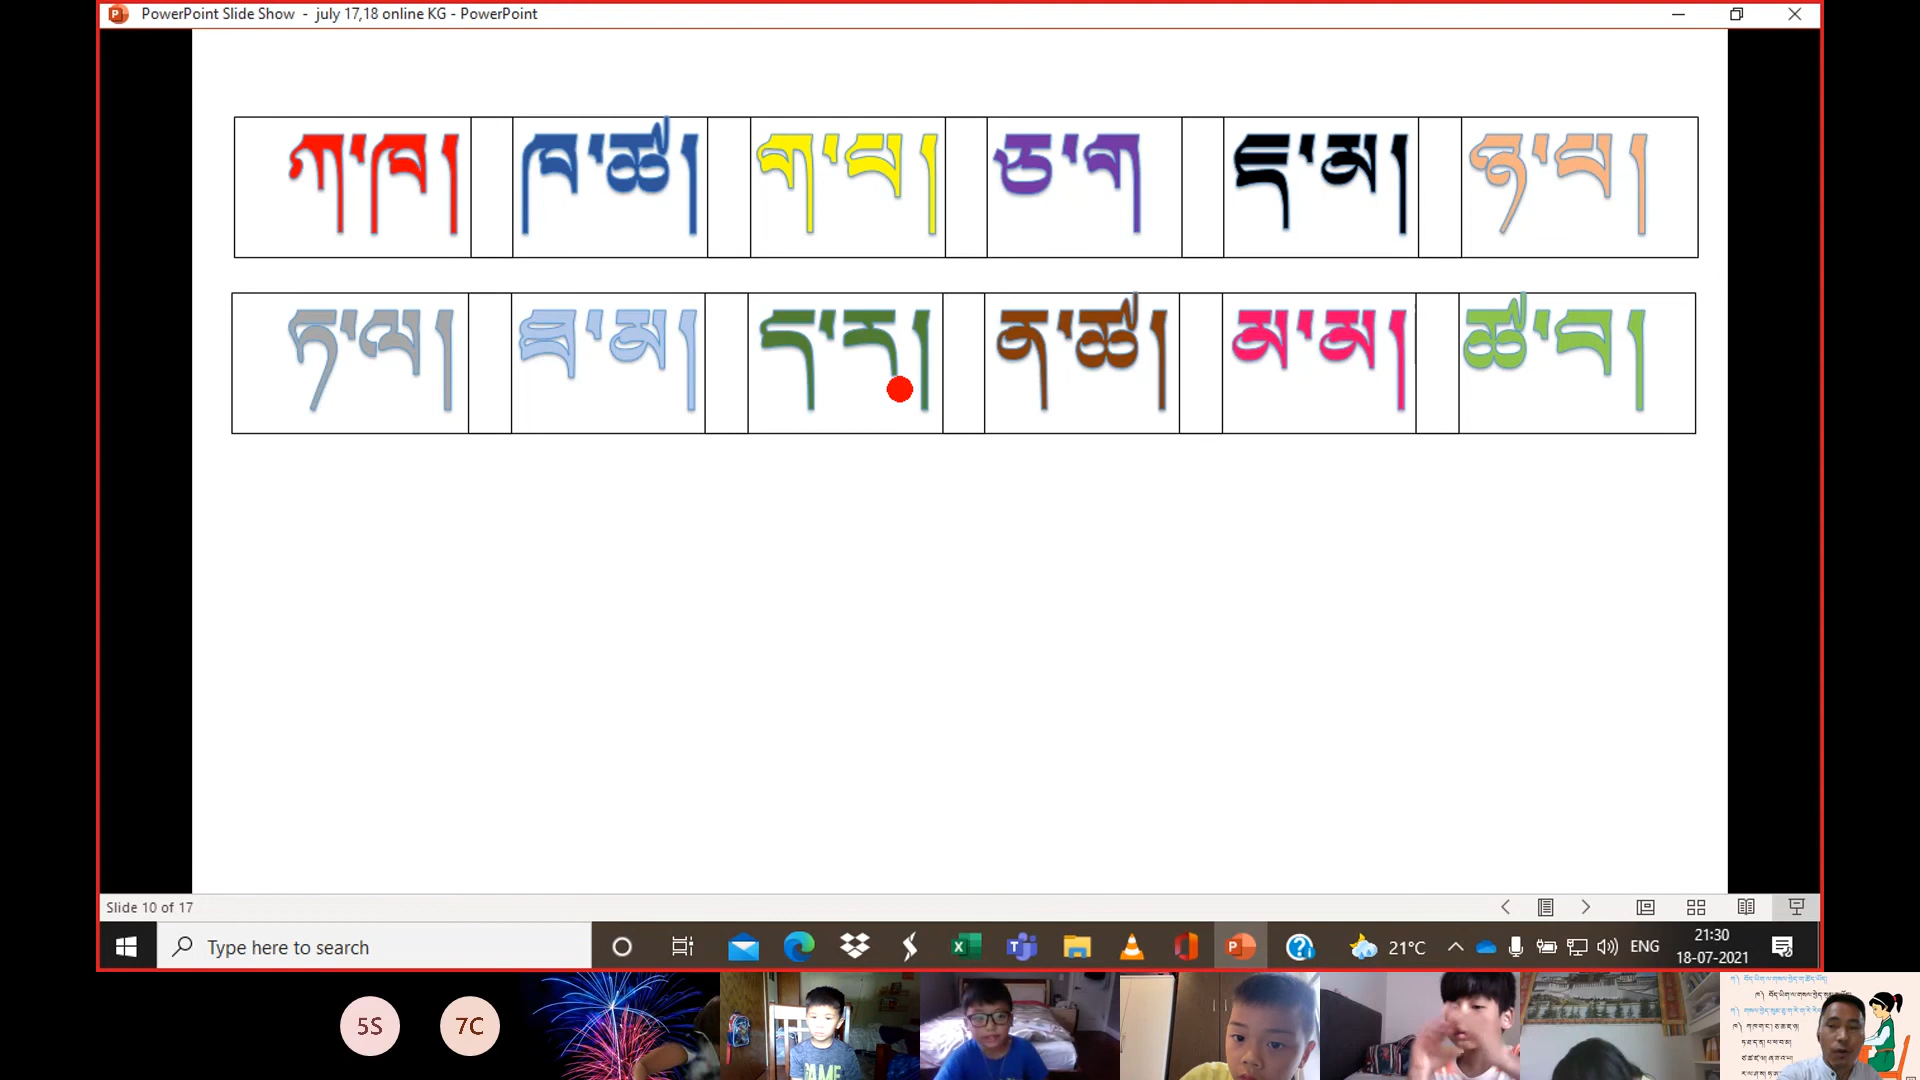 PowerPoint Slide Show - july 17,18 online KG - PowerPoint
ཀ་ཁ། ཁ་ཚ། ག་པ། ཅ་ག ཇ་མ། ཉ་པ།
ཏ་ལ། ཐ་མ། ད་ར། ན་ཚ། མ་མ། ཚ་བ།
Slide 10 of 17
Type here to search
21°C
ENG
21:30
18-07-2021
5S
7C
GAME